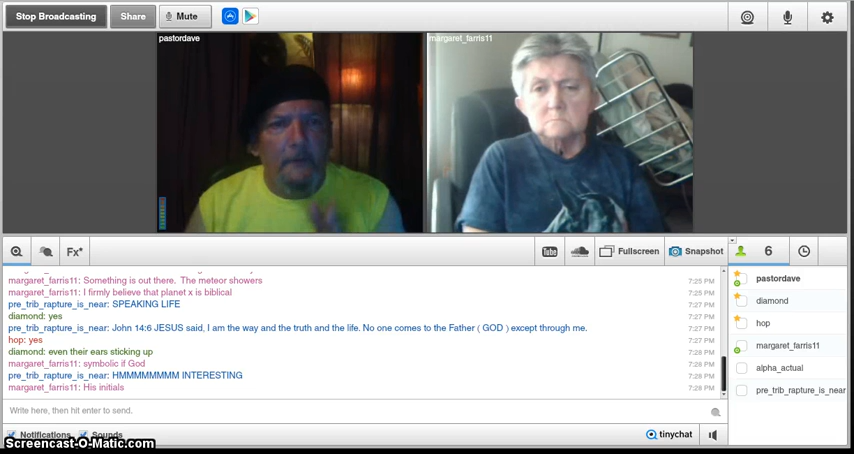 Stop Broadcasting Share Mute
pastordave margaret_farris11
Fx* You Tube Fullscreen Snapshot 6
margaret_farris11: Something is out there. The meteor showers 7:25 PM
margaret_farris11: I firmly believe that planet x is biblical 7:25 PM
pre_trib_rapture_is_near: SPEAKING LIFE 7:27 PM
diamond: yes 7:27 PM
pre_trib_rapture_is_near: John 14:6 JESUS said, I am the way and the truth and the life. No one comes to the Father ( GOD ) except through me. 7:27 PM
hop: yes 7:27 PM
diamond: even their ears sticking up 7:28 PM
margaret_farris11: symbolic if God 7:28 PM
pre_trib_rapture_is_near: HMMMMMMMM INTERESTING 7:28 PM
margaret_farris11: His initials 7:28 PM
pastordave
diamond
hop
margaret_farris11
alpha_actual
pre_trib_rapture_is_near
Write here, then hit enter to send.
Notifications Sounds tinychat
Screencast-O-Matic.com